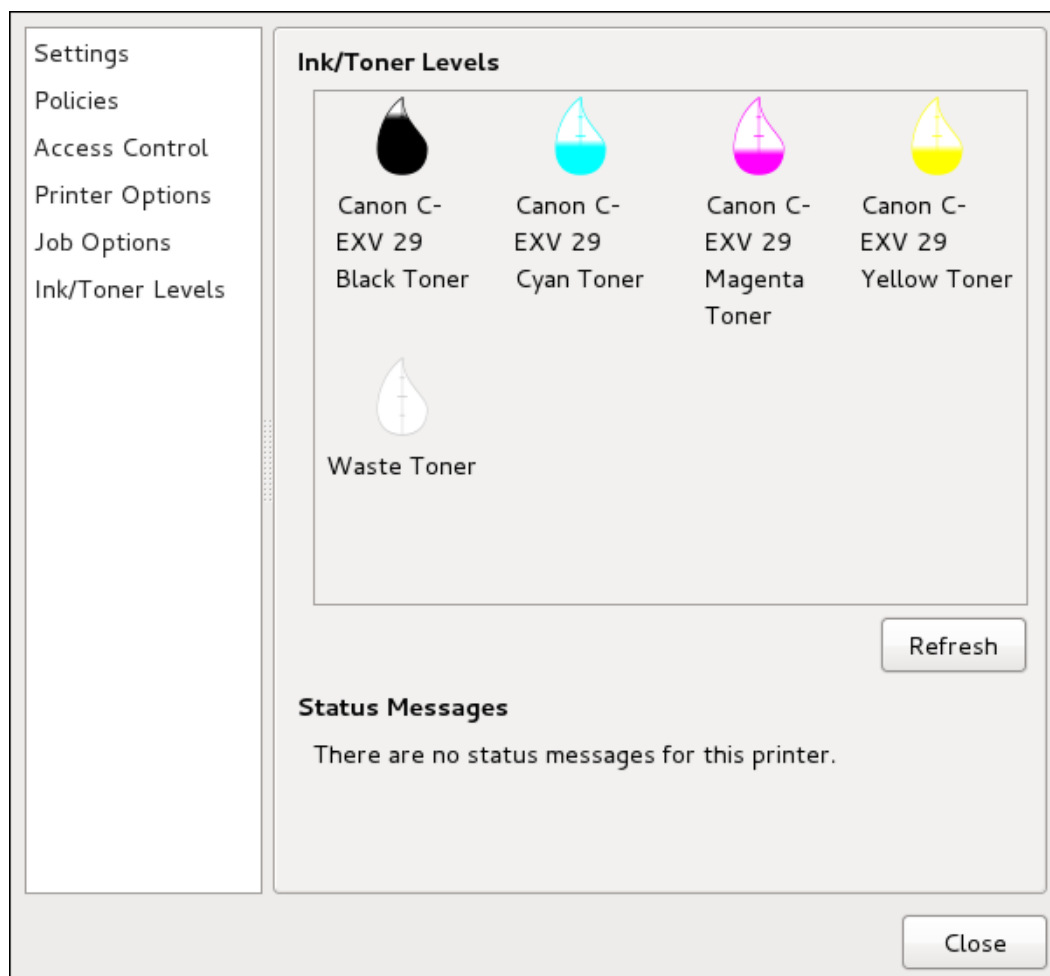 Settings
Policies
Access Control
Printer Options
Job Options
Ink/Toner Levels
Ink/Toner Levels
Canon C-
EXV 29
Black Toner
Canon C-
EXV 29
Cyan Toner
Canon C-
EXV 29
Magenta
Toner
Canon C-
EXV 29
Yellow Toner
Waste Toner
Refresh
Status Messages
There are no status messages for this printer.
Close